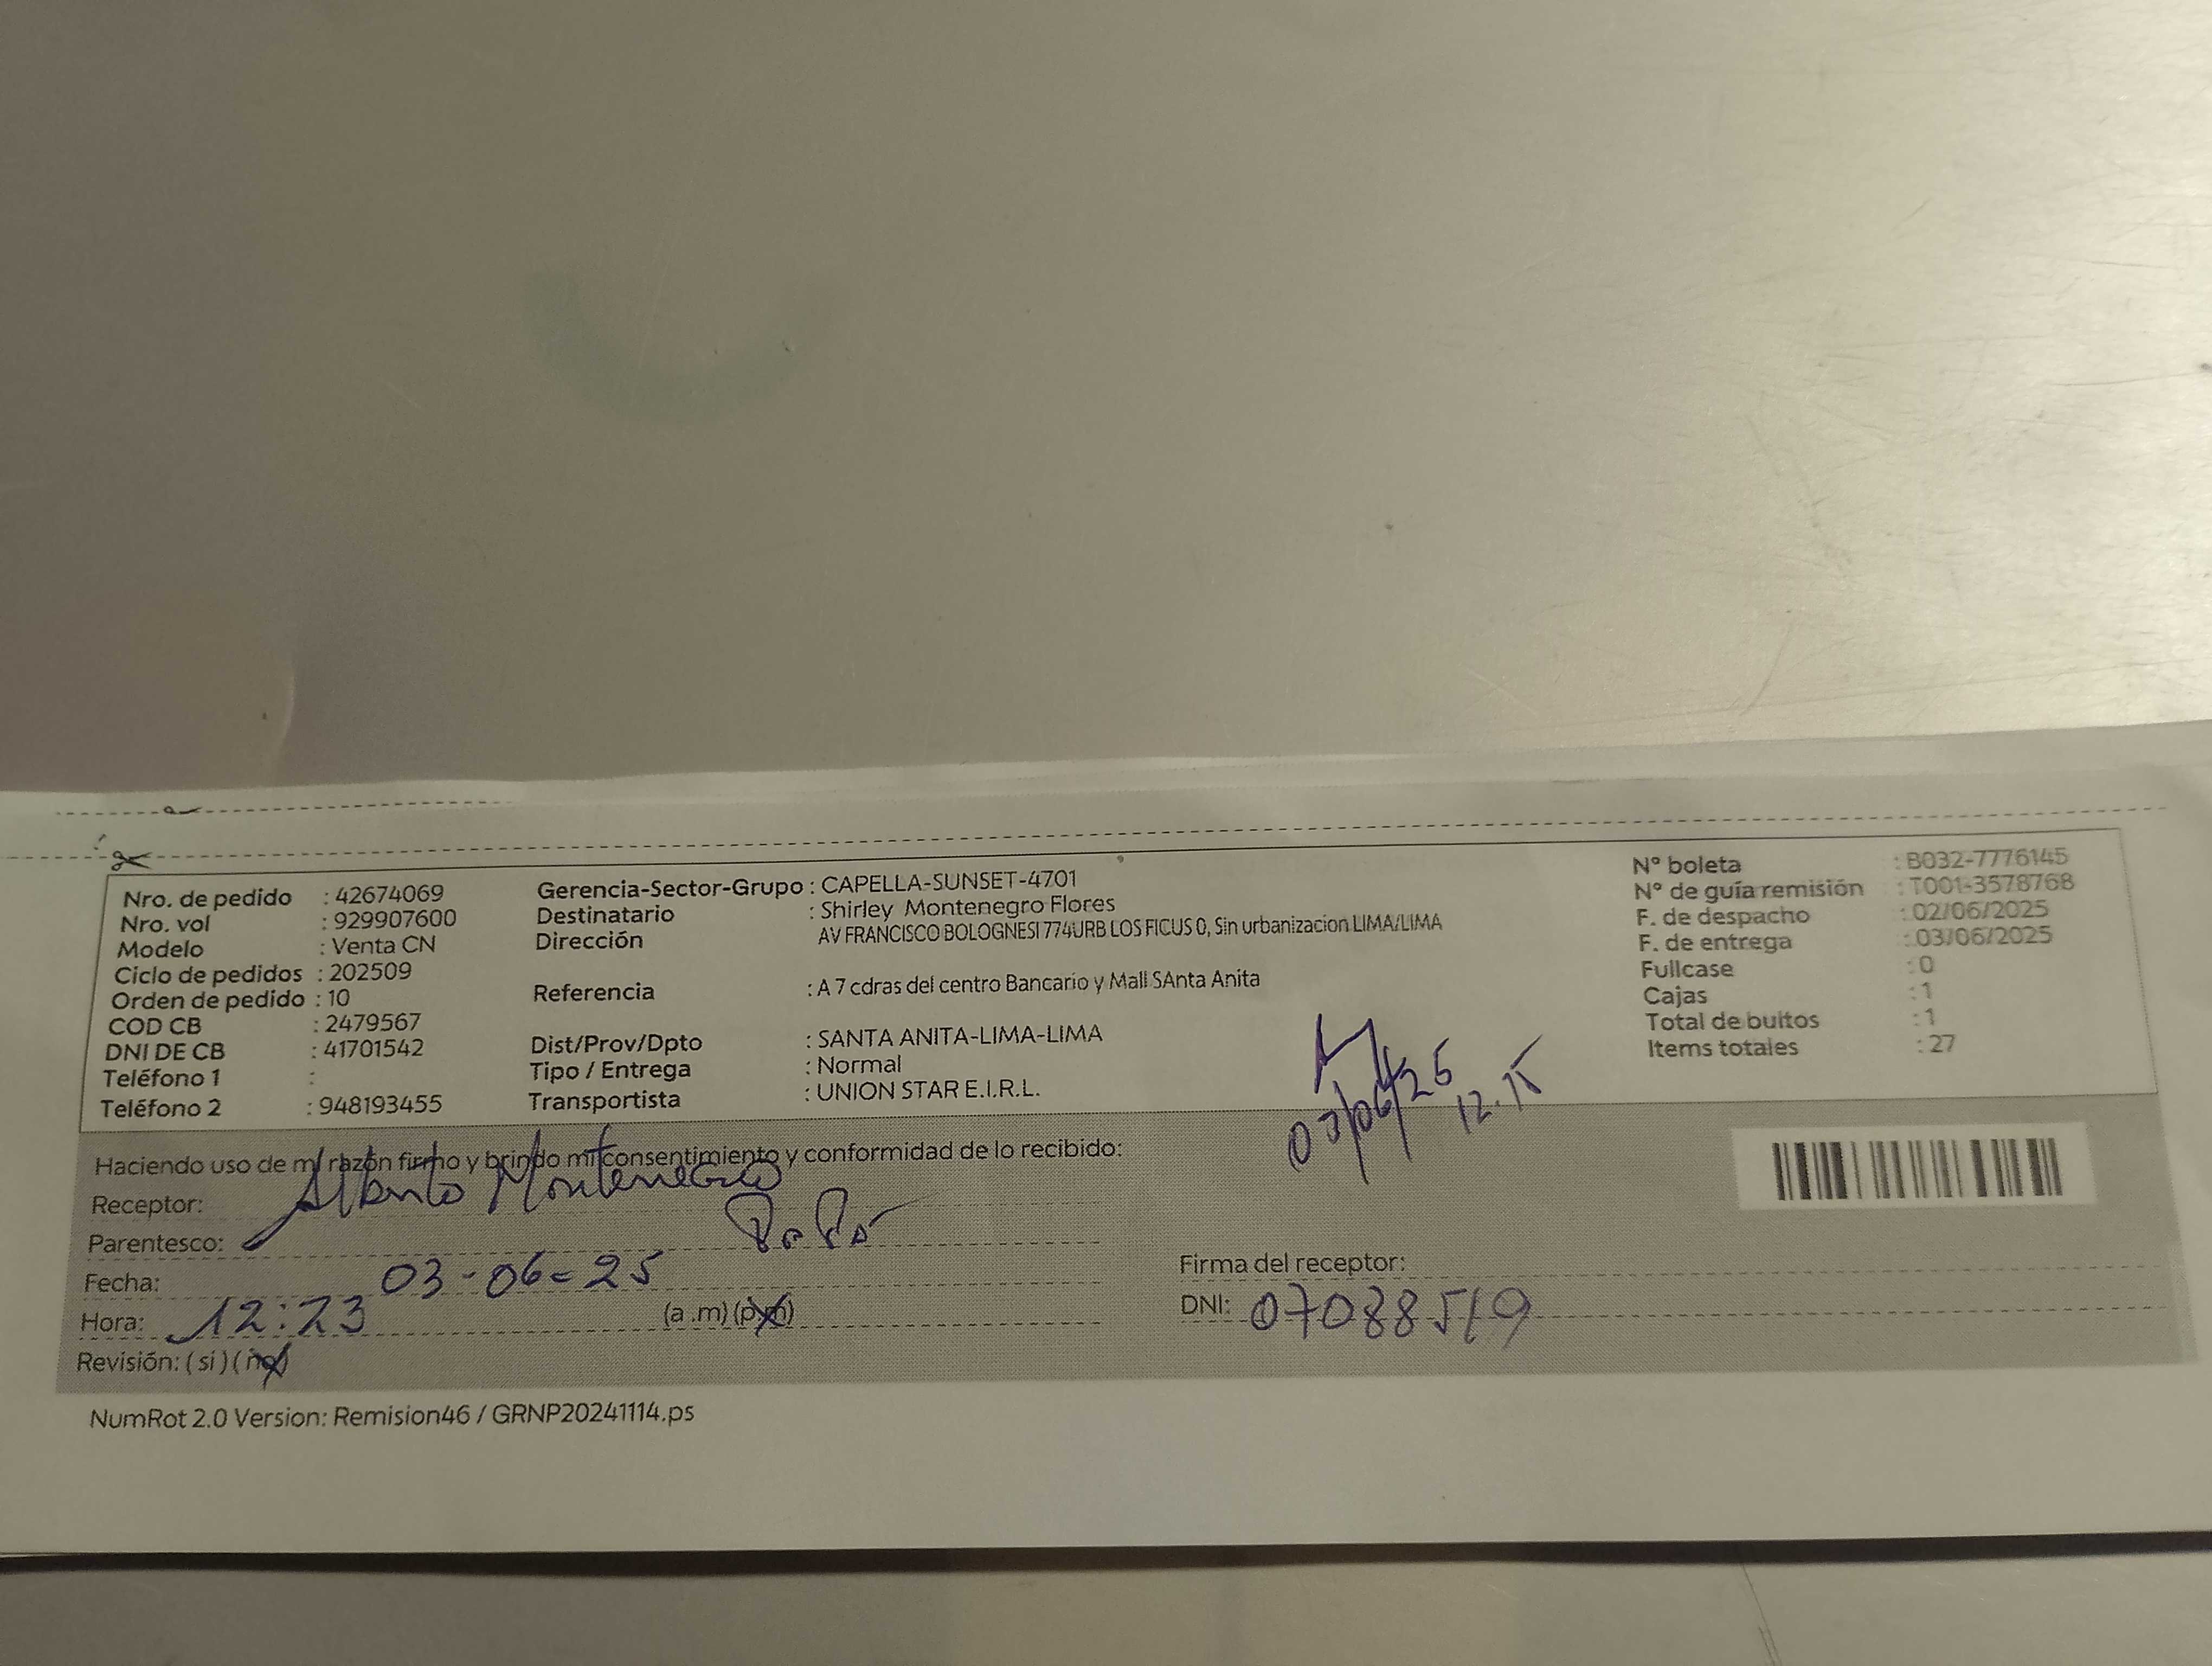 Nro. de pedido : 42674069
Nro. vol : 929907600
Modelo : Venta CN
Ciclo de pedidos : 202509
Orden de pedido : 10
COD CB : 2479567
DNI DE CB : 41701542
Teléfono 1 :
Teléfono 2 : 948193455
Gerencia-Sector-Grupo : CAPELLA-SUNSET-4701
Destinatario : Shirley Montenegro Flores
Dirección AV FRANCISCO BOLOGNESI 774URB LOS FICUS 0, Sin urbanizacion LIMA/LIMA
Referencia : A 7 cdras del centro Bancario y Mall SAnta Anita
Dist/Prov/Dpto : SANTA ANITA-LIMA-LIMA
Tipo / Entrega : Normal
Transportista : UNION STAR E.I.R.L.
N° boleta : B032-7776145
N° de guía remisión : T001-3578768
F. de despacho : 02/06/2025
F. de entrega : 03/06/2025
Fullcase : 0
Cajas : 1
Total de bultos : 1
Items totales : 27
03/06/25
12.15
Haciendo uso de mi razón firmo y brindo mi consentimiento y conformidad de lo recibido:
Receptor: Alberto Montenegro
Parentesco: PaPá
Fecha: 03-06-25
Hora: 12:23 (a.m) (p.m)
Revisión: (si) (no)
Firma del receptor:
DNI: 07088519
NumRot 2.0 Version: Remision46 / GRNP20241114.ps